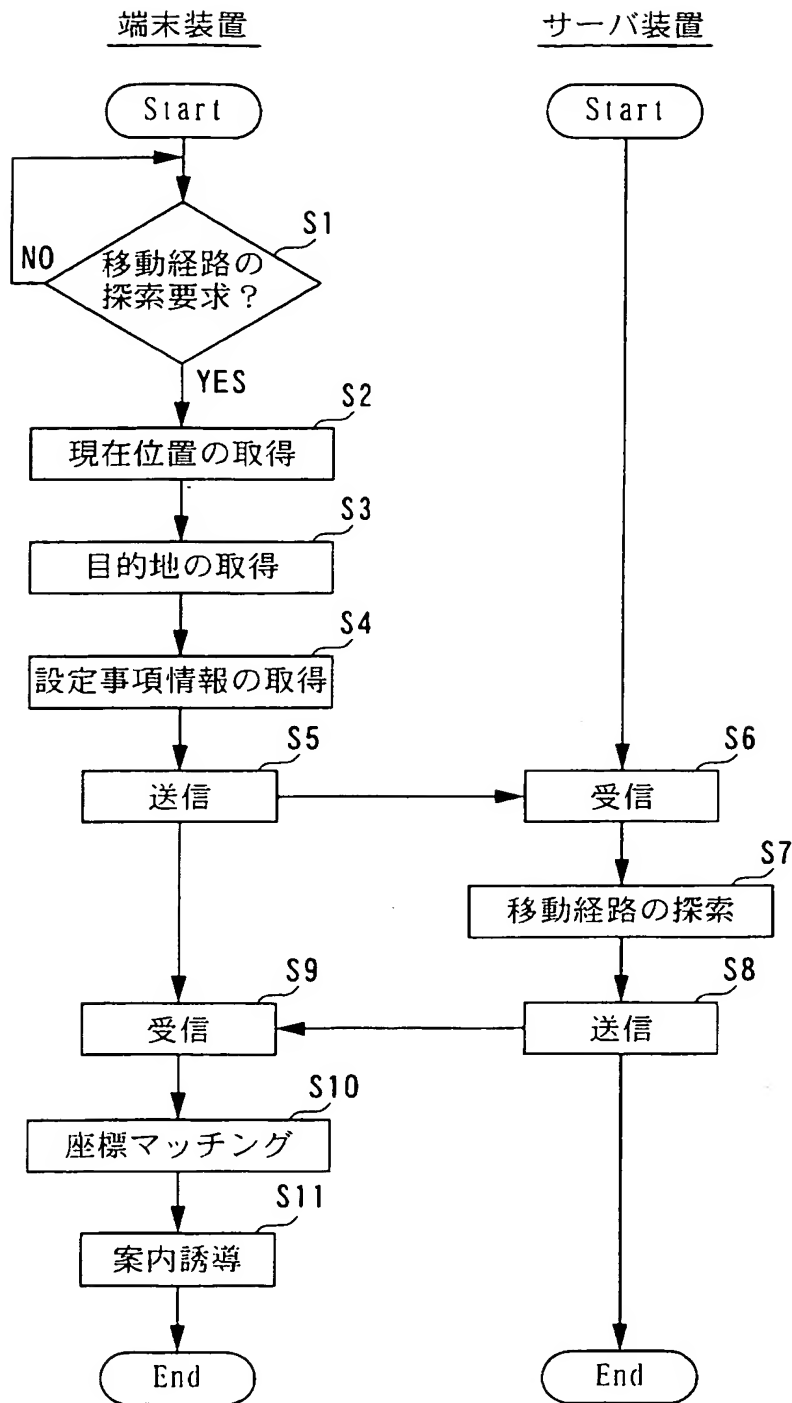 端末装置
サーバ装置
Start
Start
S1
NO
移動経路の
探索要求？
YES
S2
現在位置の取得
S3
目的地の取得
S4
設定事項情報の取得
S5
送信
S6
受信
S7
移動経路の探索
S8
送信
S9
受信
S10
座標マッチング
S11
案内誘導
End
End